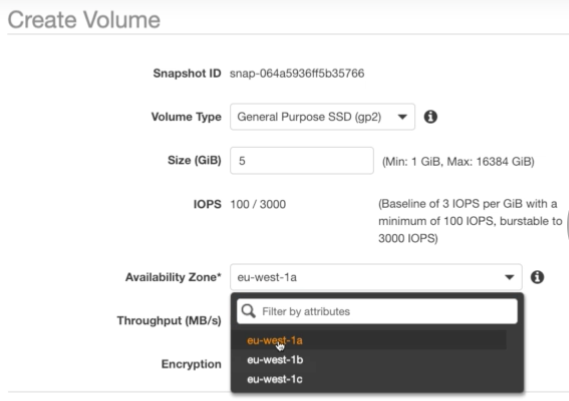 Create Volume
Snapshot ID snap-064a5936ff5b35766
Volume Type General Purpose SSD (gp2)
Size (GiB) 5 (Min: 1 GiB, Max: 16384 GiB)
IOPS 100 / 3000 (Baseline of 3 IOPS per GiB with a
minimum of 100 IOPS, burstable to
3000 IOPS)
Availability Zone* eu-west-1a
Filter by attributes
Throughput (MB/s)
eu-west-1a
eu-west-1b
Encryption
eu-west-1c